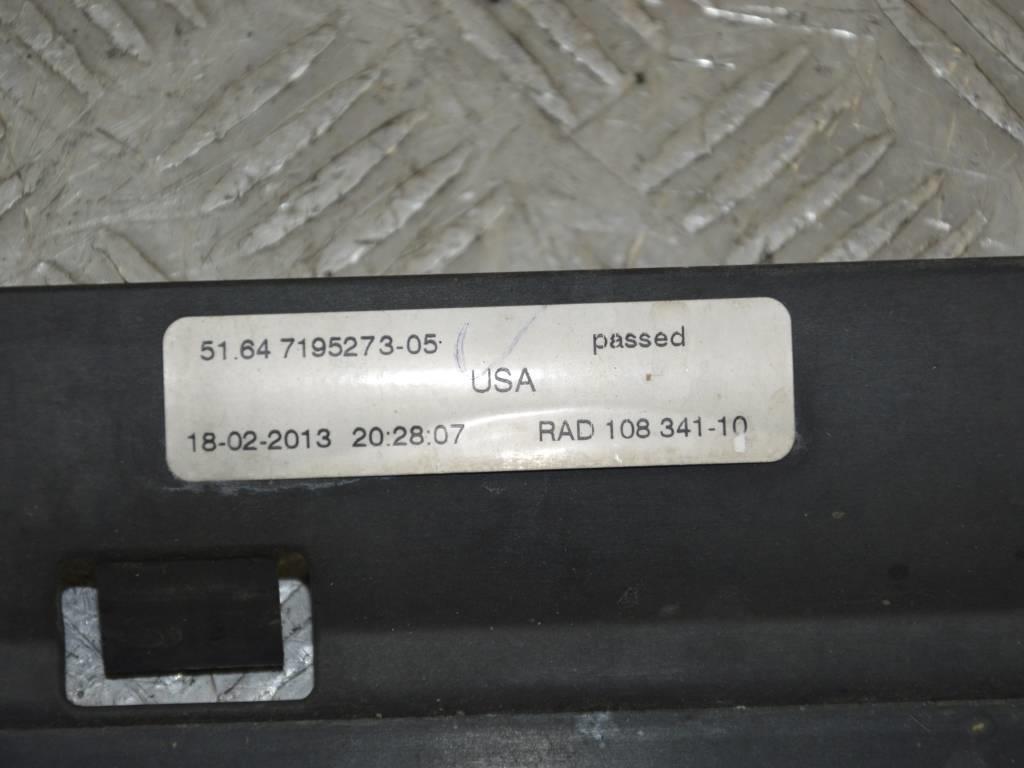 51.64 7195273-05 passed
USA
18-02-2013 20:28:07 RAD 108 341-10